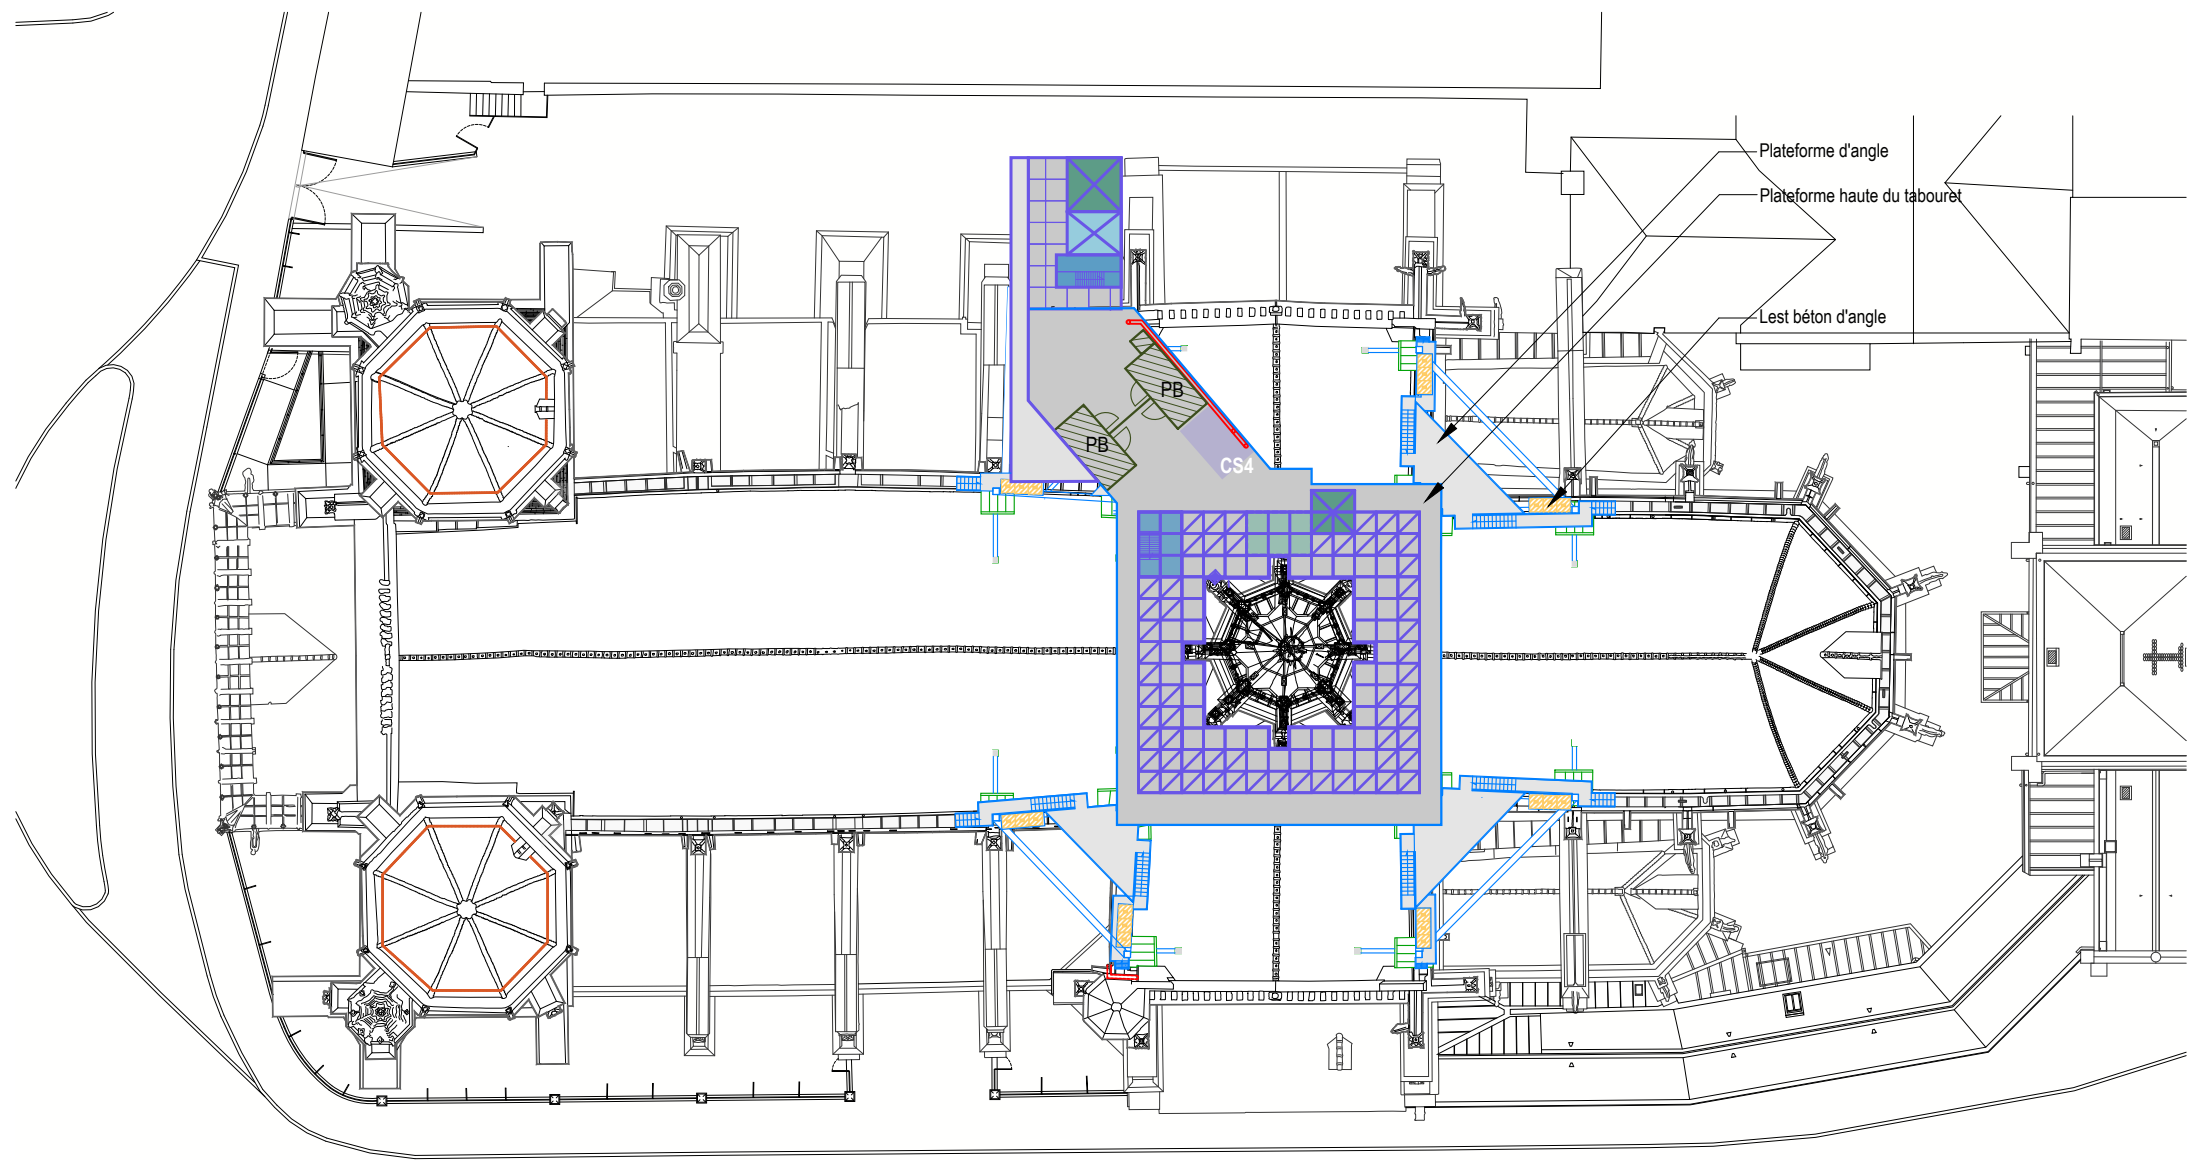 Plateforme d'angle
Plateforme haute du tabouret
Lest béton d'angle
PB
PB
CS4